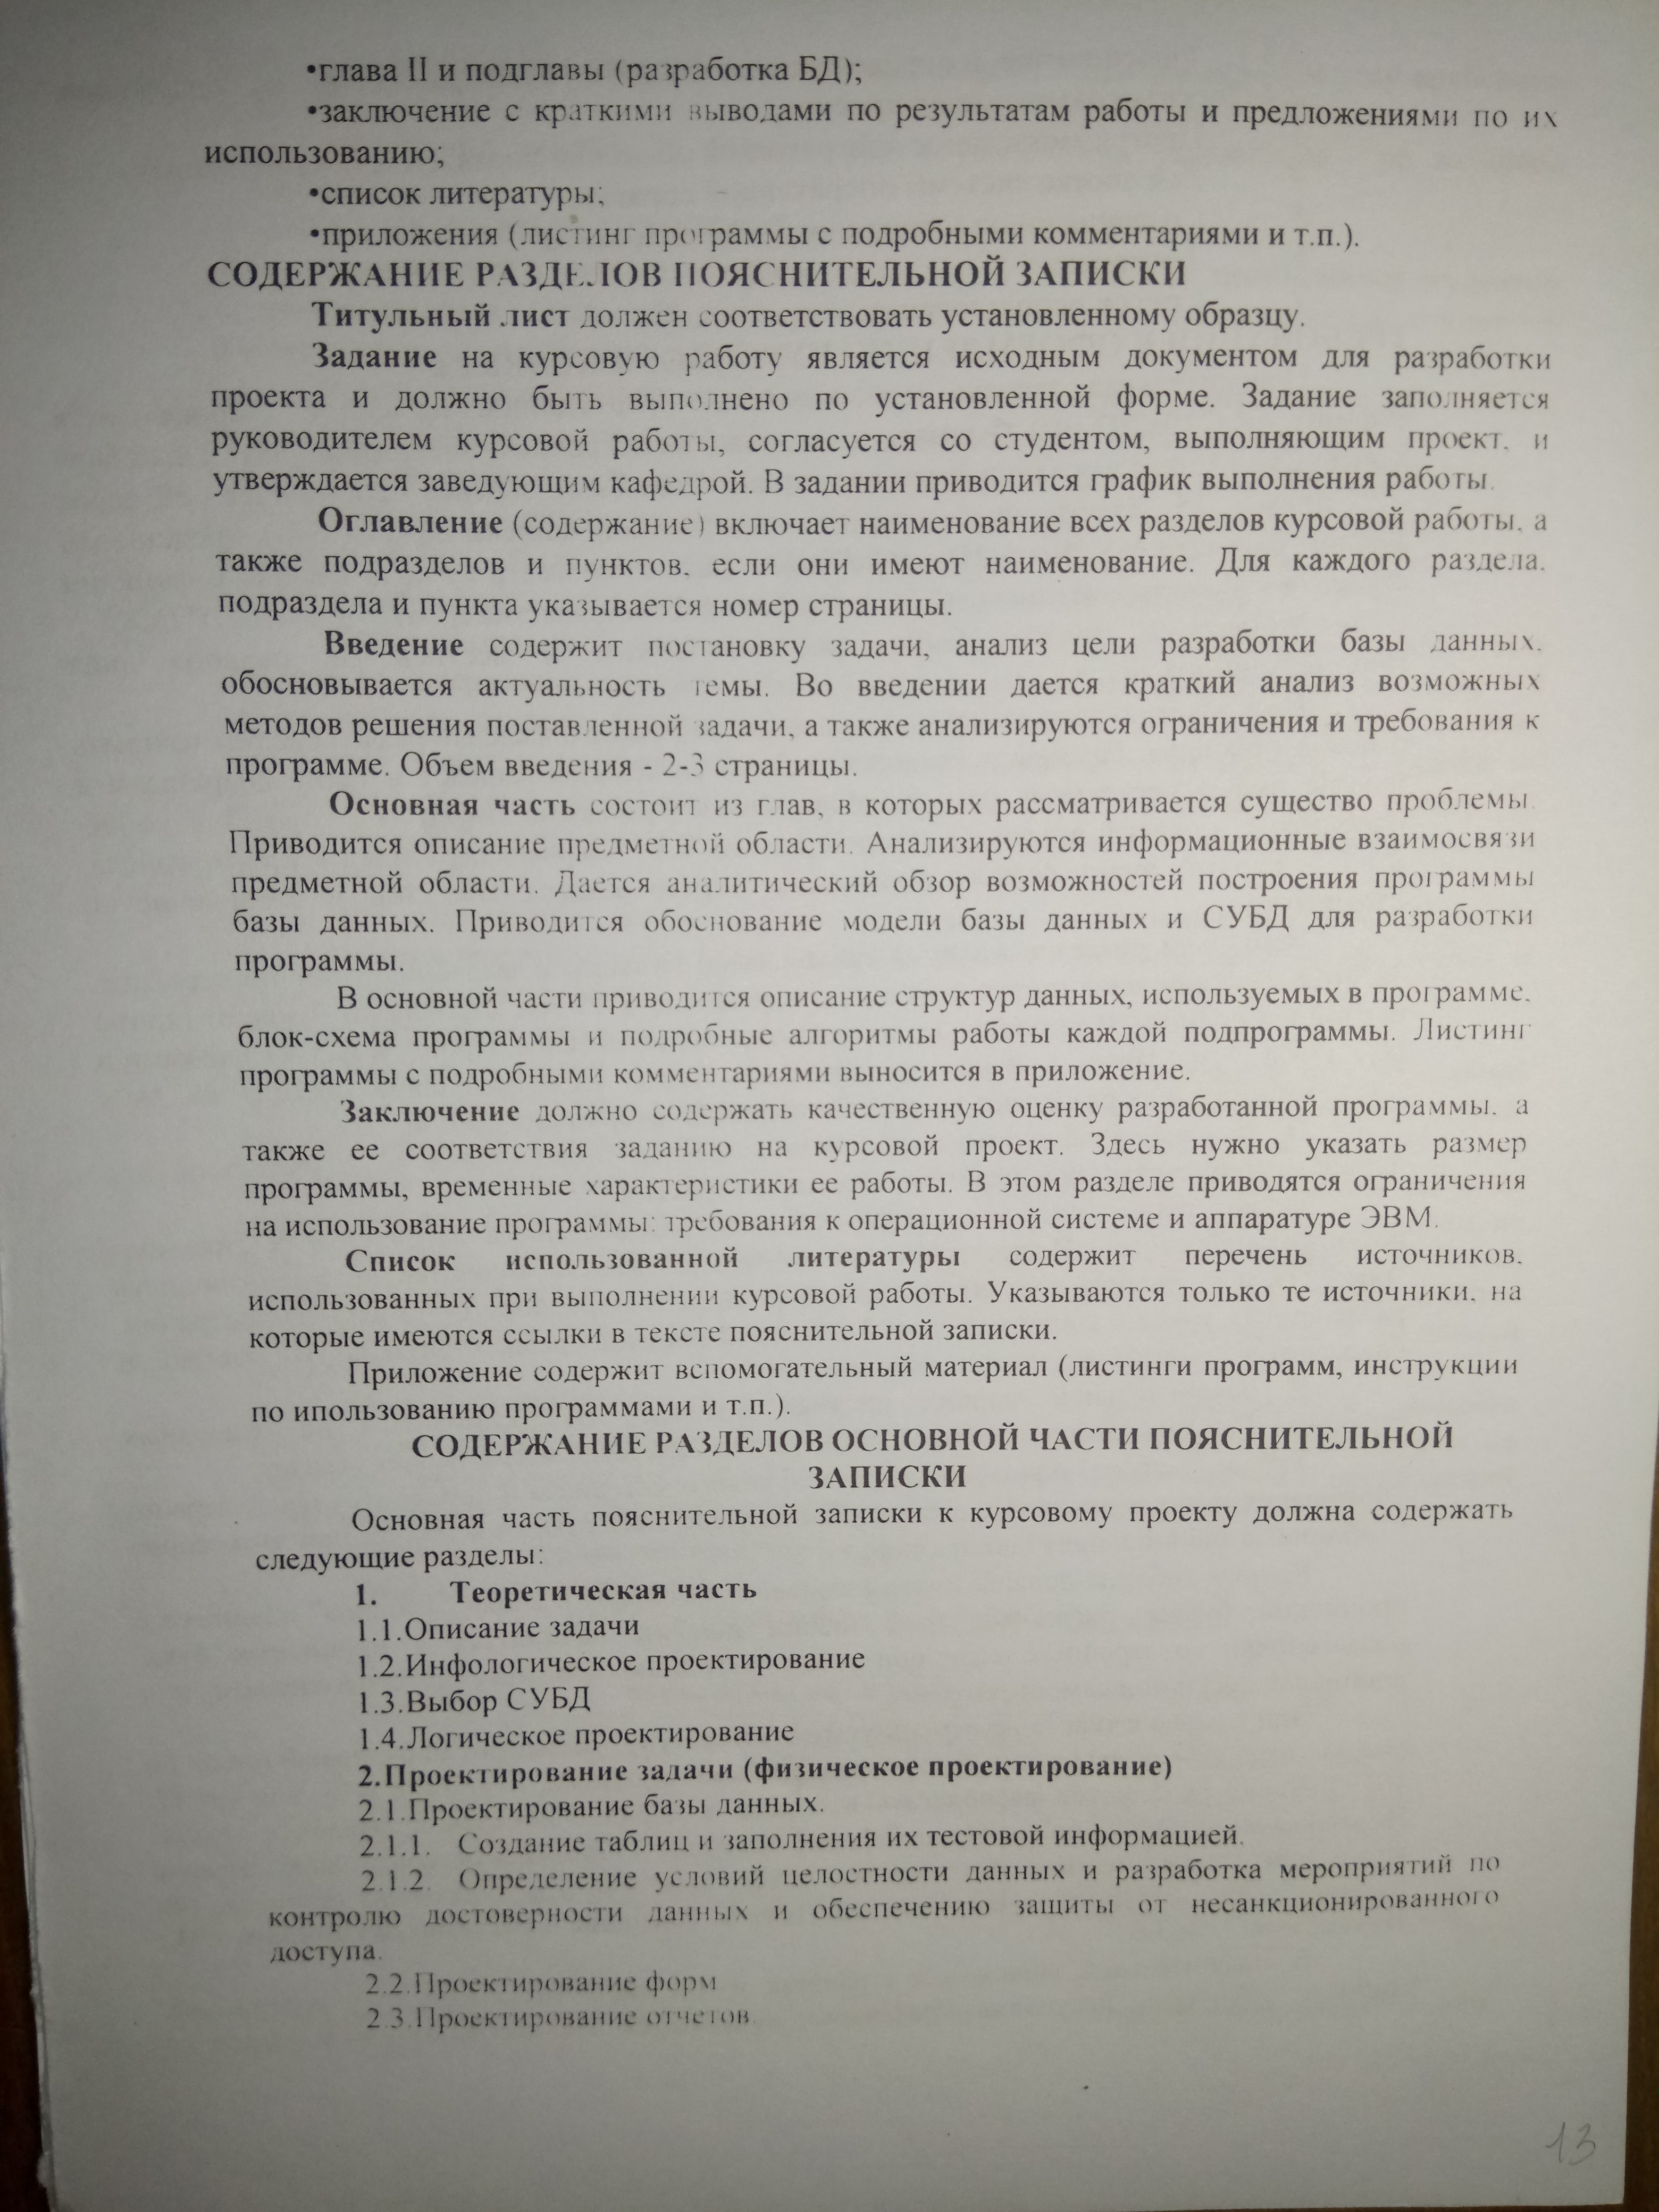 •глава II и подглавы (разработка БД);
•заключение с краткими выводами по результатам работы и предложениями по их
использованию;
•список литературы;
•приложения (листинг программы с подробными комментариями и т.п.).
СОДЕРЖАНИЕ РАЗДЕЛОВ ПОЯСНИТЕЛЬНОЙ ЗАПИСКИ
Титульный лист должен соответствовать установленному образцу.
Задание на курсовую работу является исходным документом для разработки
проекта и должно быть выполнено по установленной форме. Задание заполняется
руководителем курсовой работы, согласуется со студентом, выполняющим проект, и
утверждается заведующим кафедрой. В задании приводится график выполнения работы.
Оглавление (содержание) включает наименование всех разделов курсовой работы, а
также подразделов и пунктов, если они имеют наименование. Для каждого раздела,
подраздела и пункта указывается номер страницы.
Введение содержит постановку задачи, анализ цели разработки базы данных,
обосновывается актуальность темы. Во введении дается краткий анализ возможных
методов решения поставленной задачи, а также анализируются ограничения и требования к
программе. Объем введения - 2-3 страницы.
Основная часть состоит из глав, в которых рассматривается существо проблемы.
Приводится описание предметной области. Анализируются информационные взаимосвязи
предметной области. Дается аналитический обзор возможностей построения программы
базы данных. Приводится обоснование модели базы данных и СУБД для разработки
программы.
В основной части приводится описание структур данных, используемых в программе,
блок-схема программы и подробные алгоритмы работы каждой подпрограммы. Листинг
программы с подробными комментариями выносится в приложение.
Заключение должно содержать качественную оценку разработанной программы, а
также ее соответствия заданию на курсовой проект. Здесь нужно указать размер
программы, временные характеристики ее работы. В этом разделе приводятся ограничения
на использование программы: требования к операционной системе и аппаратуре ЭВМ.
Список использованной литературы содержит перечень источников,
использованных при выполнении курсовой работы. Указываются только те источники, на
которые имеются ссылки в тексте пояснительной записки.
Приложение содержит вспомогательный материал (листинги программ, инструкции
по ипользованию программами и т.п.).
СОДЕРЖАНИЕ РАЗДЕЛОВ ОСНОВНОЙ ЧАСТИ ПОЯСНИТЕЛЬНОЙ
ЗАПИСКИ
Основная часть пояснительной записки к курсовому проекту должна содержать
следующие разделы:
1. Теоретическая часть
1.1.Описание задачи
1.2.Инфологическое проектирование
1.3.Выбор СУБД
1.4.Логическое проектирование
2.Проектирование задачи (физическое проектирование)
2.1.Проектирование базы данных.
2.1.1. Создание таблиц и заполнения их тестовой информацией.
2.1.2. Определение условий целостности данных и разработка мероприятий по
контролю достоверности данных и обеспечению защиты от несанкционированного
доступа.
2.2.Проектирование форм
2.3.Проектирование отчетов.
13